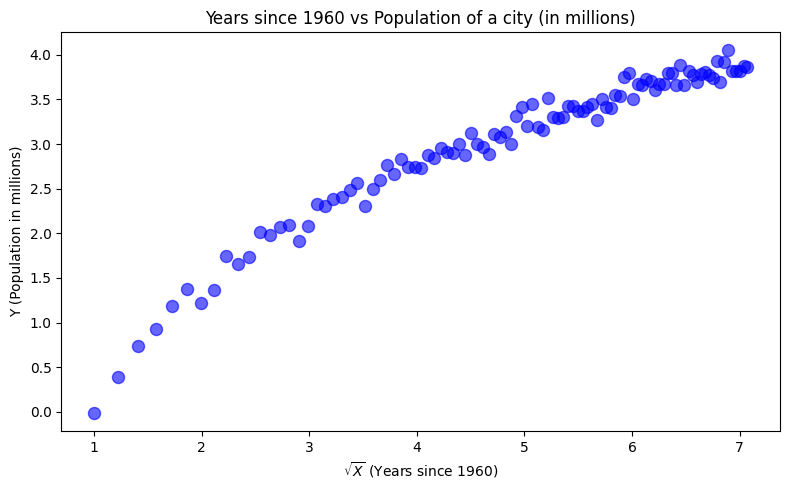 Years since 1960 vs Population of a city (in millions)
Y (Population in millions)
4.0
3.5
3.0
2.5
2.0
1.5
1.0
0.5
0.0
1 2 3 4 5 6 7
√X (Years since 1960)